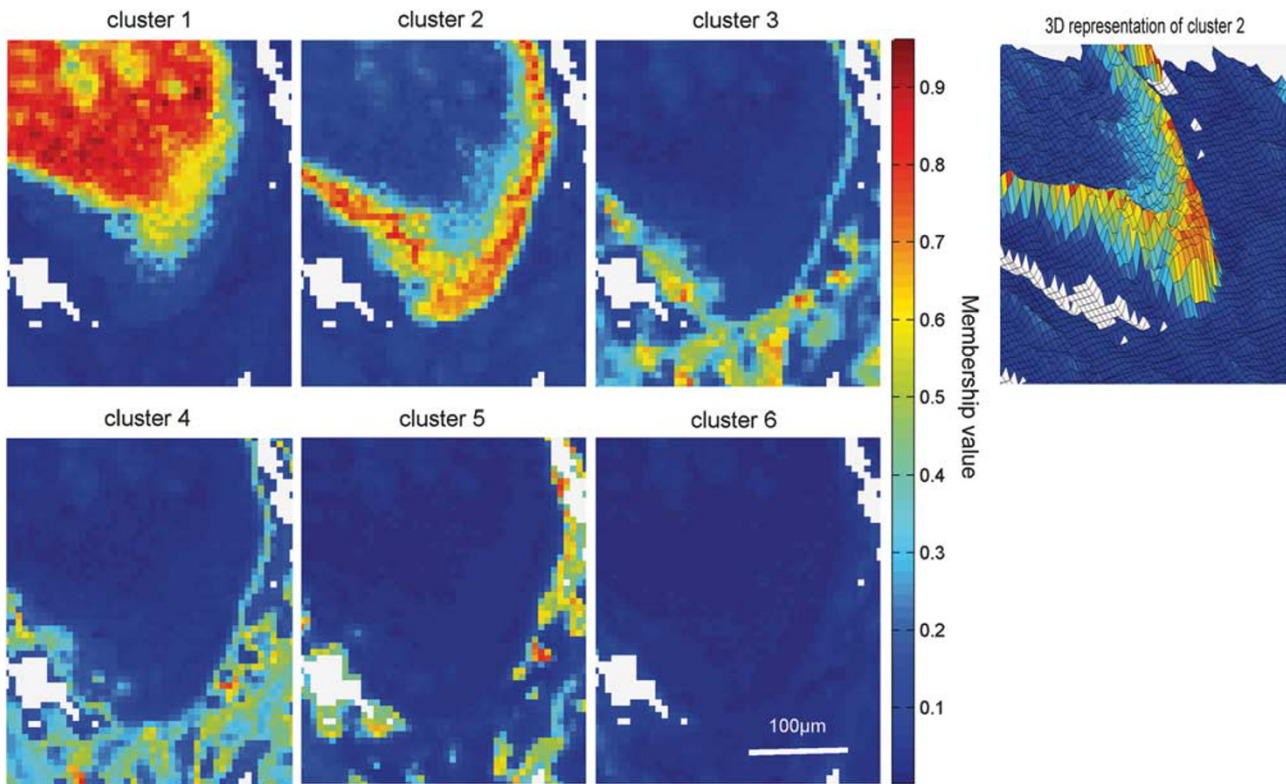 cluster 1
cluster 2
cluster 3
3D representation of cluster 2
0.9
0.8
0.7
0.6
0.5
0.4
0.3
0.2
0.1
Membership value
cluster 4
cluster 5
cluster 6
100μm